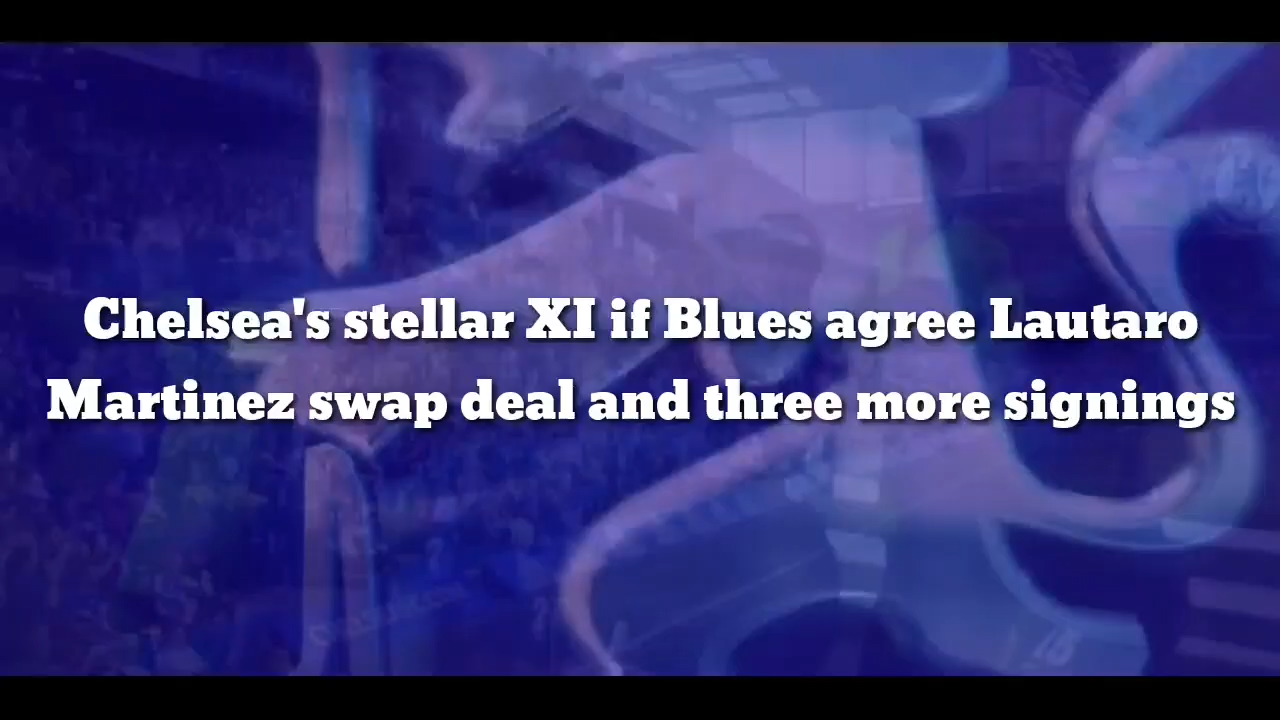 Chelsea's stellar XI if Blues agree Lautaro
Martinez swap deal and three more signings